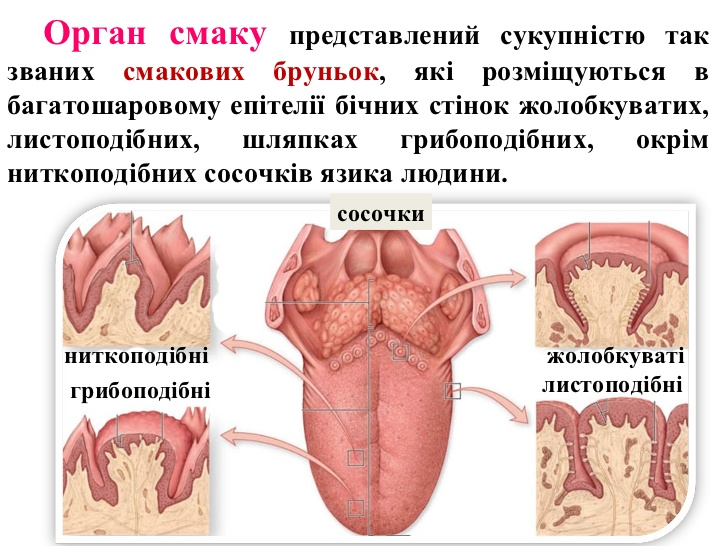 Орган смаку представлений сукупністю так
званих смакових бруньок, які розміщуються в
багатошаровому епітелії бічних стінок жолобкуватих,
листоподібних, шляпках грибоподібних, окрім
ниткоподібних сосочків язика людини.
сосочки
ниткоподібні
жолобкуваті
грибоподібні
листоподібні